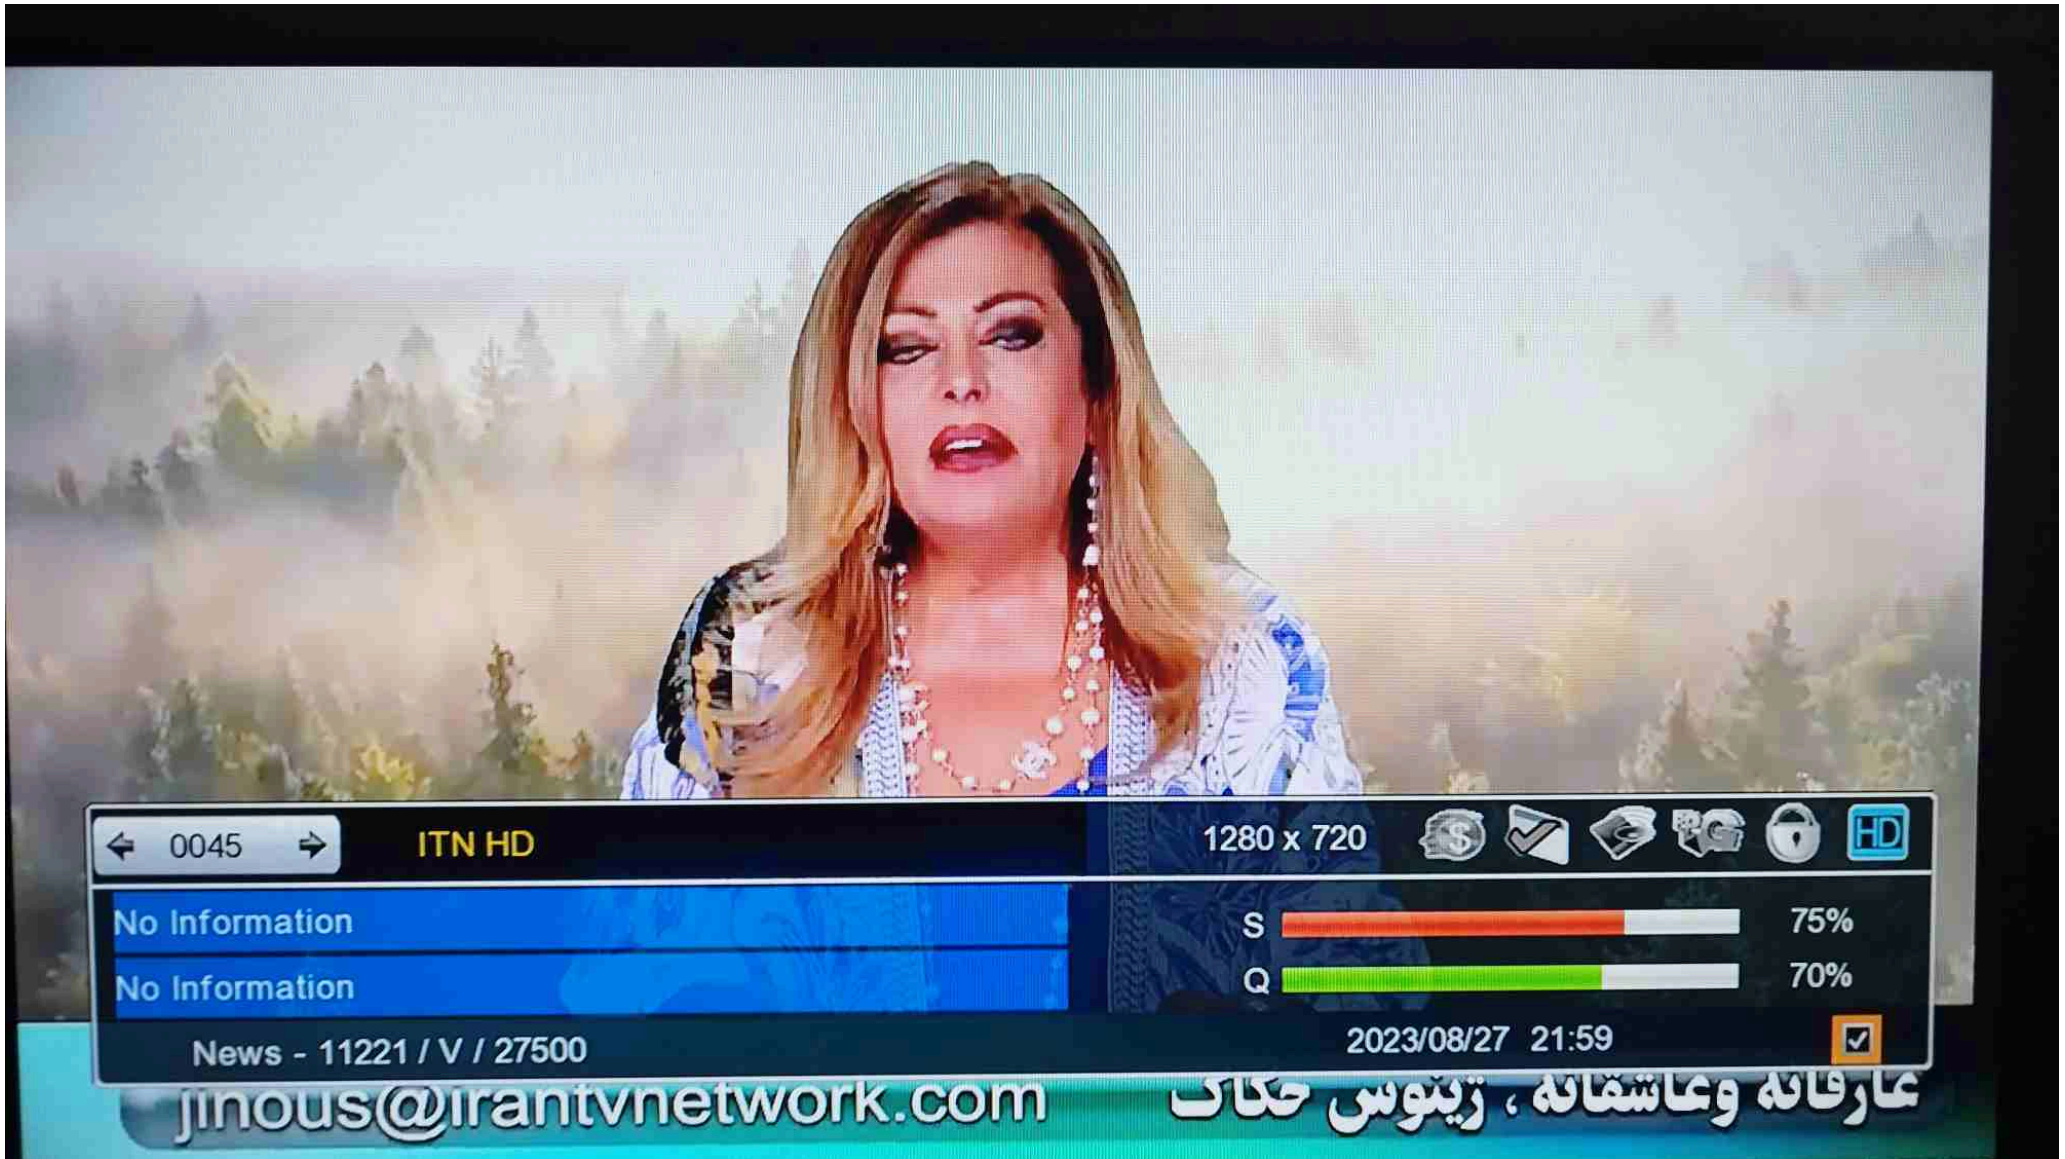 0045 ITN HD 1280 x 720 HD
No Information S 75%
No Information Q 70%
News - 11221 / V / 27500 2023/08/27 21:59
jinous@irantvnetwork.com عارفانه وعاشقانه ، ژینوس حکاک